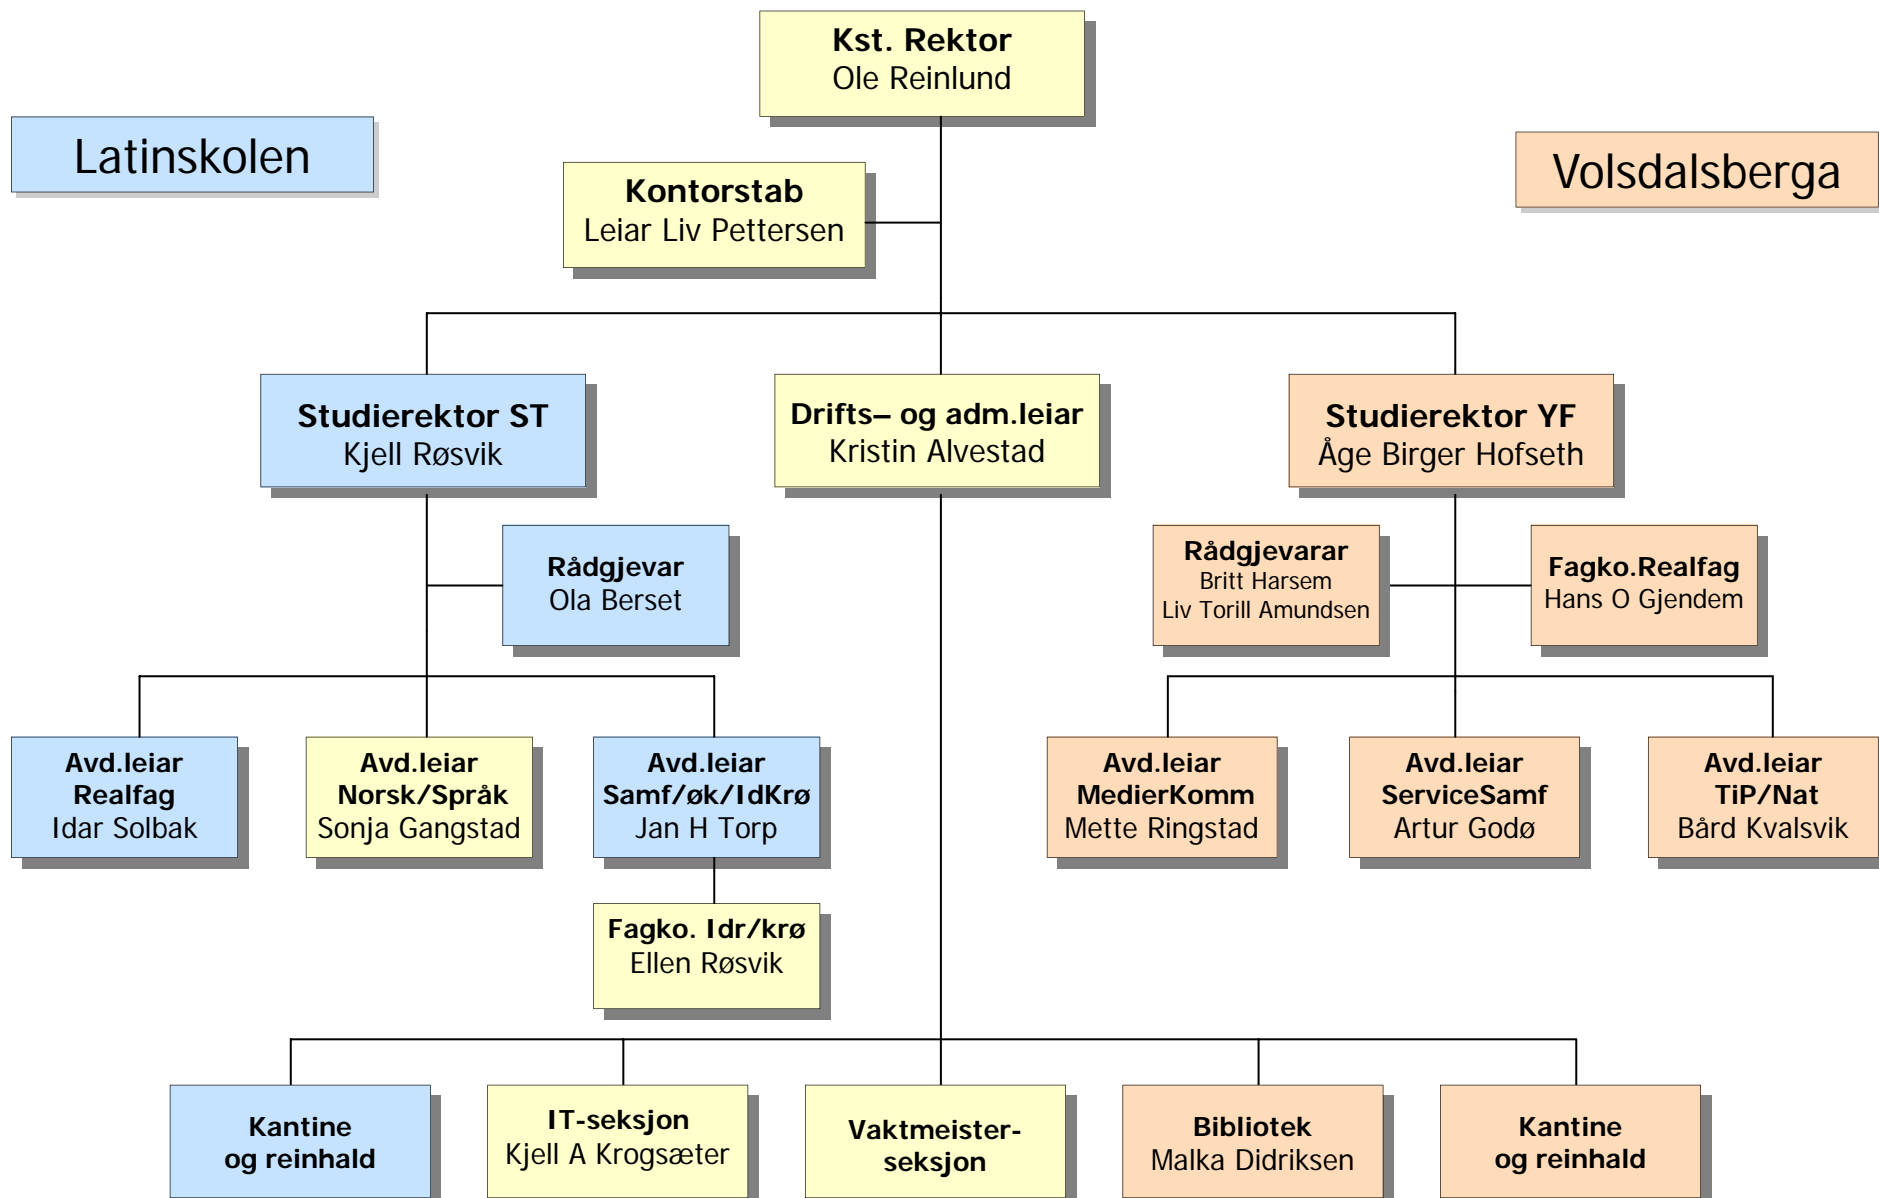 Kst. Rektor
Ole Reinlund
Latinskolen
Volsdalsberga
Kontorstab
Leiar Liv Pettersen
Studierektor ST
Kjell Røsvik
Drifts– og adm.leiar
Kristin Alvestad
Studierektor YF
Åge Birger Hofseth
Rådgjevar
Ola Berset
Rådgjevarar
Britt Harsem
Liv Torill Amundsen
Fagko.Realfag
Hans O Gjendem
Avd.leiar
Realfag
Idar Solbak
Avd.leiar
Norsk/Språk
Sonja Gangstad
Avd.leiar
Samf/øk/IdKrø
Jan H Torp
Avd.leiar
MedierKomm
Mette Ringstad
Avd.leiar
ServiceSamf
Artur Godø
Avd.leiar
TiP/Nat
Bård Kvalsvik
Fagko. Idr/krø
Ellen Røsvik
Kantine
og reinhald
IT-seksjon
Kjell A Krogsæter
Vaktmeister-
seksjon
Bibliotek
Malka Didriksen
Kantine
og reinhald